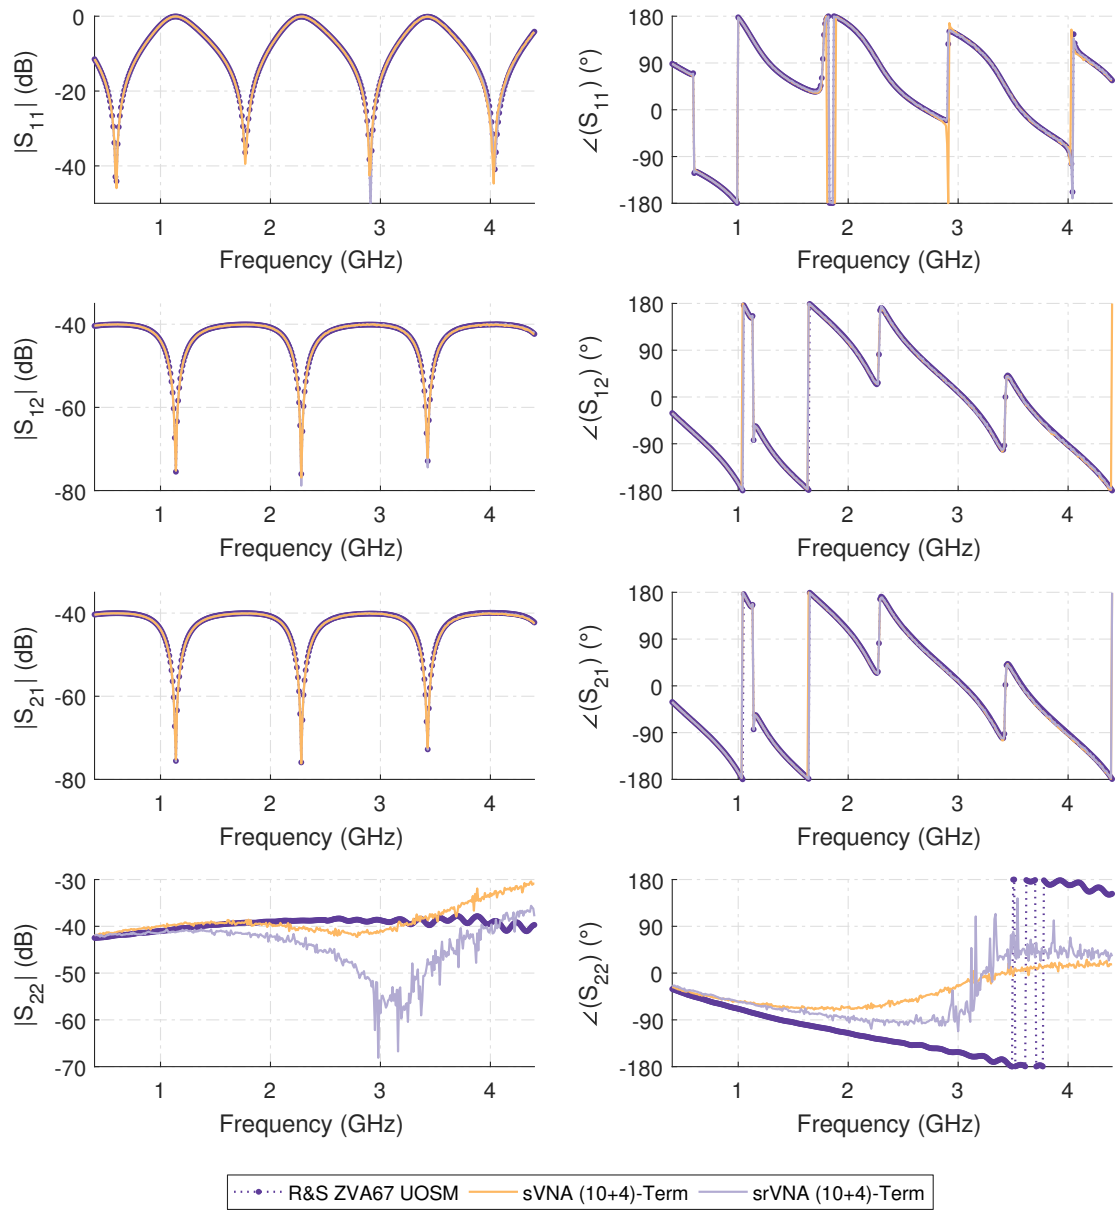 |S11| (dB)
0
-20
-40
1 2 3 4
Frequency (GHz)
∠(S11) (°)
180
90
0
-90
-180
1 2 3 4
Frequency (GHz)
|S12| (dB)
-40
-60
-80
1 2 3 4
Frequency (GHz)
∠(S12) (°)
180
90
0
-90
-180
1 2 3 4
Frequency (GHz)
|S21| (dB)
-40
-60
-80
1 2 3 4
Frequency (GHz)
∠(S21) (°)
180
90
0
-90
-180
1 2 3 4
Frequency (GHz)
|S22| (dB)
-30
-40
-50
-60
-70
1 2 3 4
Frequency (GHz)
∠(S22) (°)
180
90
0
-90
-180
1 2 3 4
Frequency (GHz)
R&S ZVA67 UOSM
sVNA (10+4)-Term
srVNA (10+4)-Term